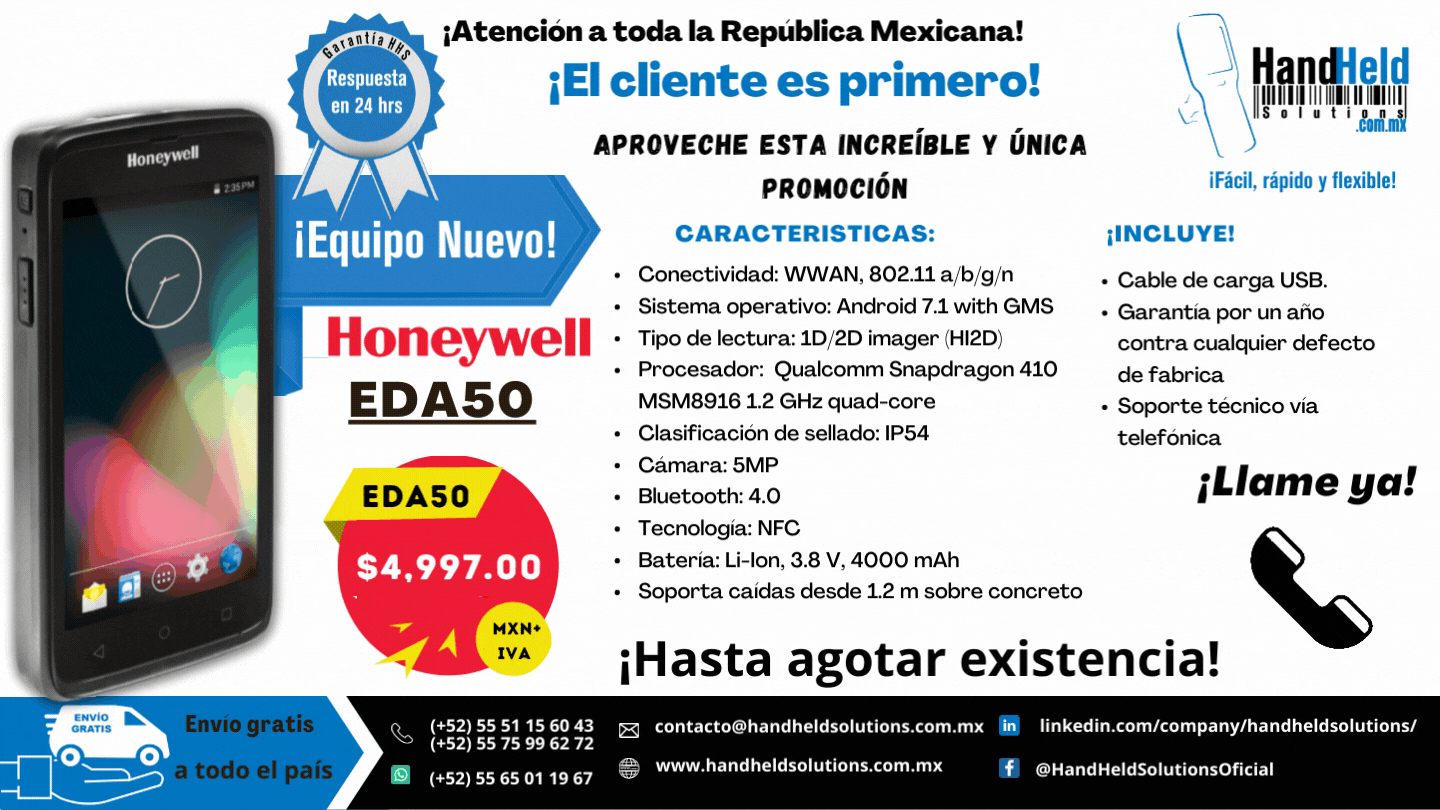 ¡Atención a toda la República Mexicana!
¡El cliente es primero!
Garantía HHS
Respuesta
en 24 hrs
HandHeld
Solutions
.com.mx
¡Fácil, rápido y flexible!
APROVECHE ESTA INCREÍBLE Y ÚNICA
PROMOCIÓN
Honeywell
2:35 PM
¡Equipo Nuevo!
Honeywell
EDA50
EDA50
$4,997.00
MXN+
IVA
CARACTERISTICAS:
• Conectividad: WWAN, 802.11 a/b/g/n
• Sistema operativo: Android 7.1 with GMS
• Tipo de lectura: 1D/2D imager (HI2D)
• Procesador: Qualcomm Snapdragon 410
MSM8916 1.2 GHz quad-core
• Clasificación de sellado: IP54
• Cámara: 5MP
• Bluetooth: 4.0
• Tecnología: NFC
• Batería: Li-Ion, 3.8 V, 4000 mAh
• Soporta caídas desde 1.2 m sobre concreto
¡INCLUYE!
• Cable de carga USB.
• Garantía por un año
contra cualquier defecto
de fabrica
• Soporte técnico vía
telefónica
¡Llame ya!
¡Hasta agotar existencia!
ENVÍO
GRATIS
Envío gratis
a todo el país
(+52) 55 51 15 60 43
(+52) 55 75 99 62 72
(+52) 55 65 01 19 67
contacto@handheldsolutions.com.mx
www.handheldsolutions.com.mx
linkedin.com/company/handheldsolutions/
@HandHeldSolutionsOficial